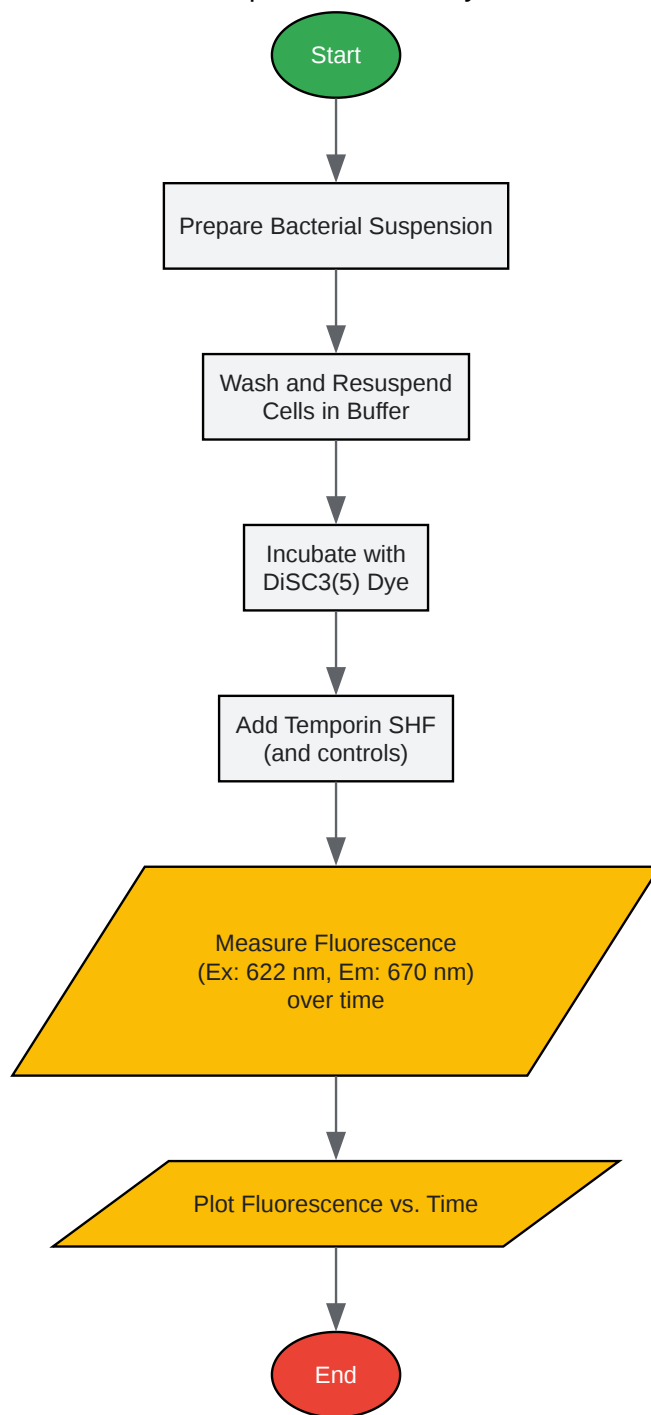 Start
Prepare Bacterial Suspension
Wash and Resuspend
Cells in Buffer
Incubate with
DiSC3(5) Dye
Add Temporin SHF
(and controls)
Measure Fluorescence
(Ex: 622 nm, Em: 670 nm)
over time
Plot Fluorescence vs. Time
End